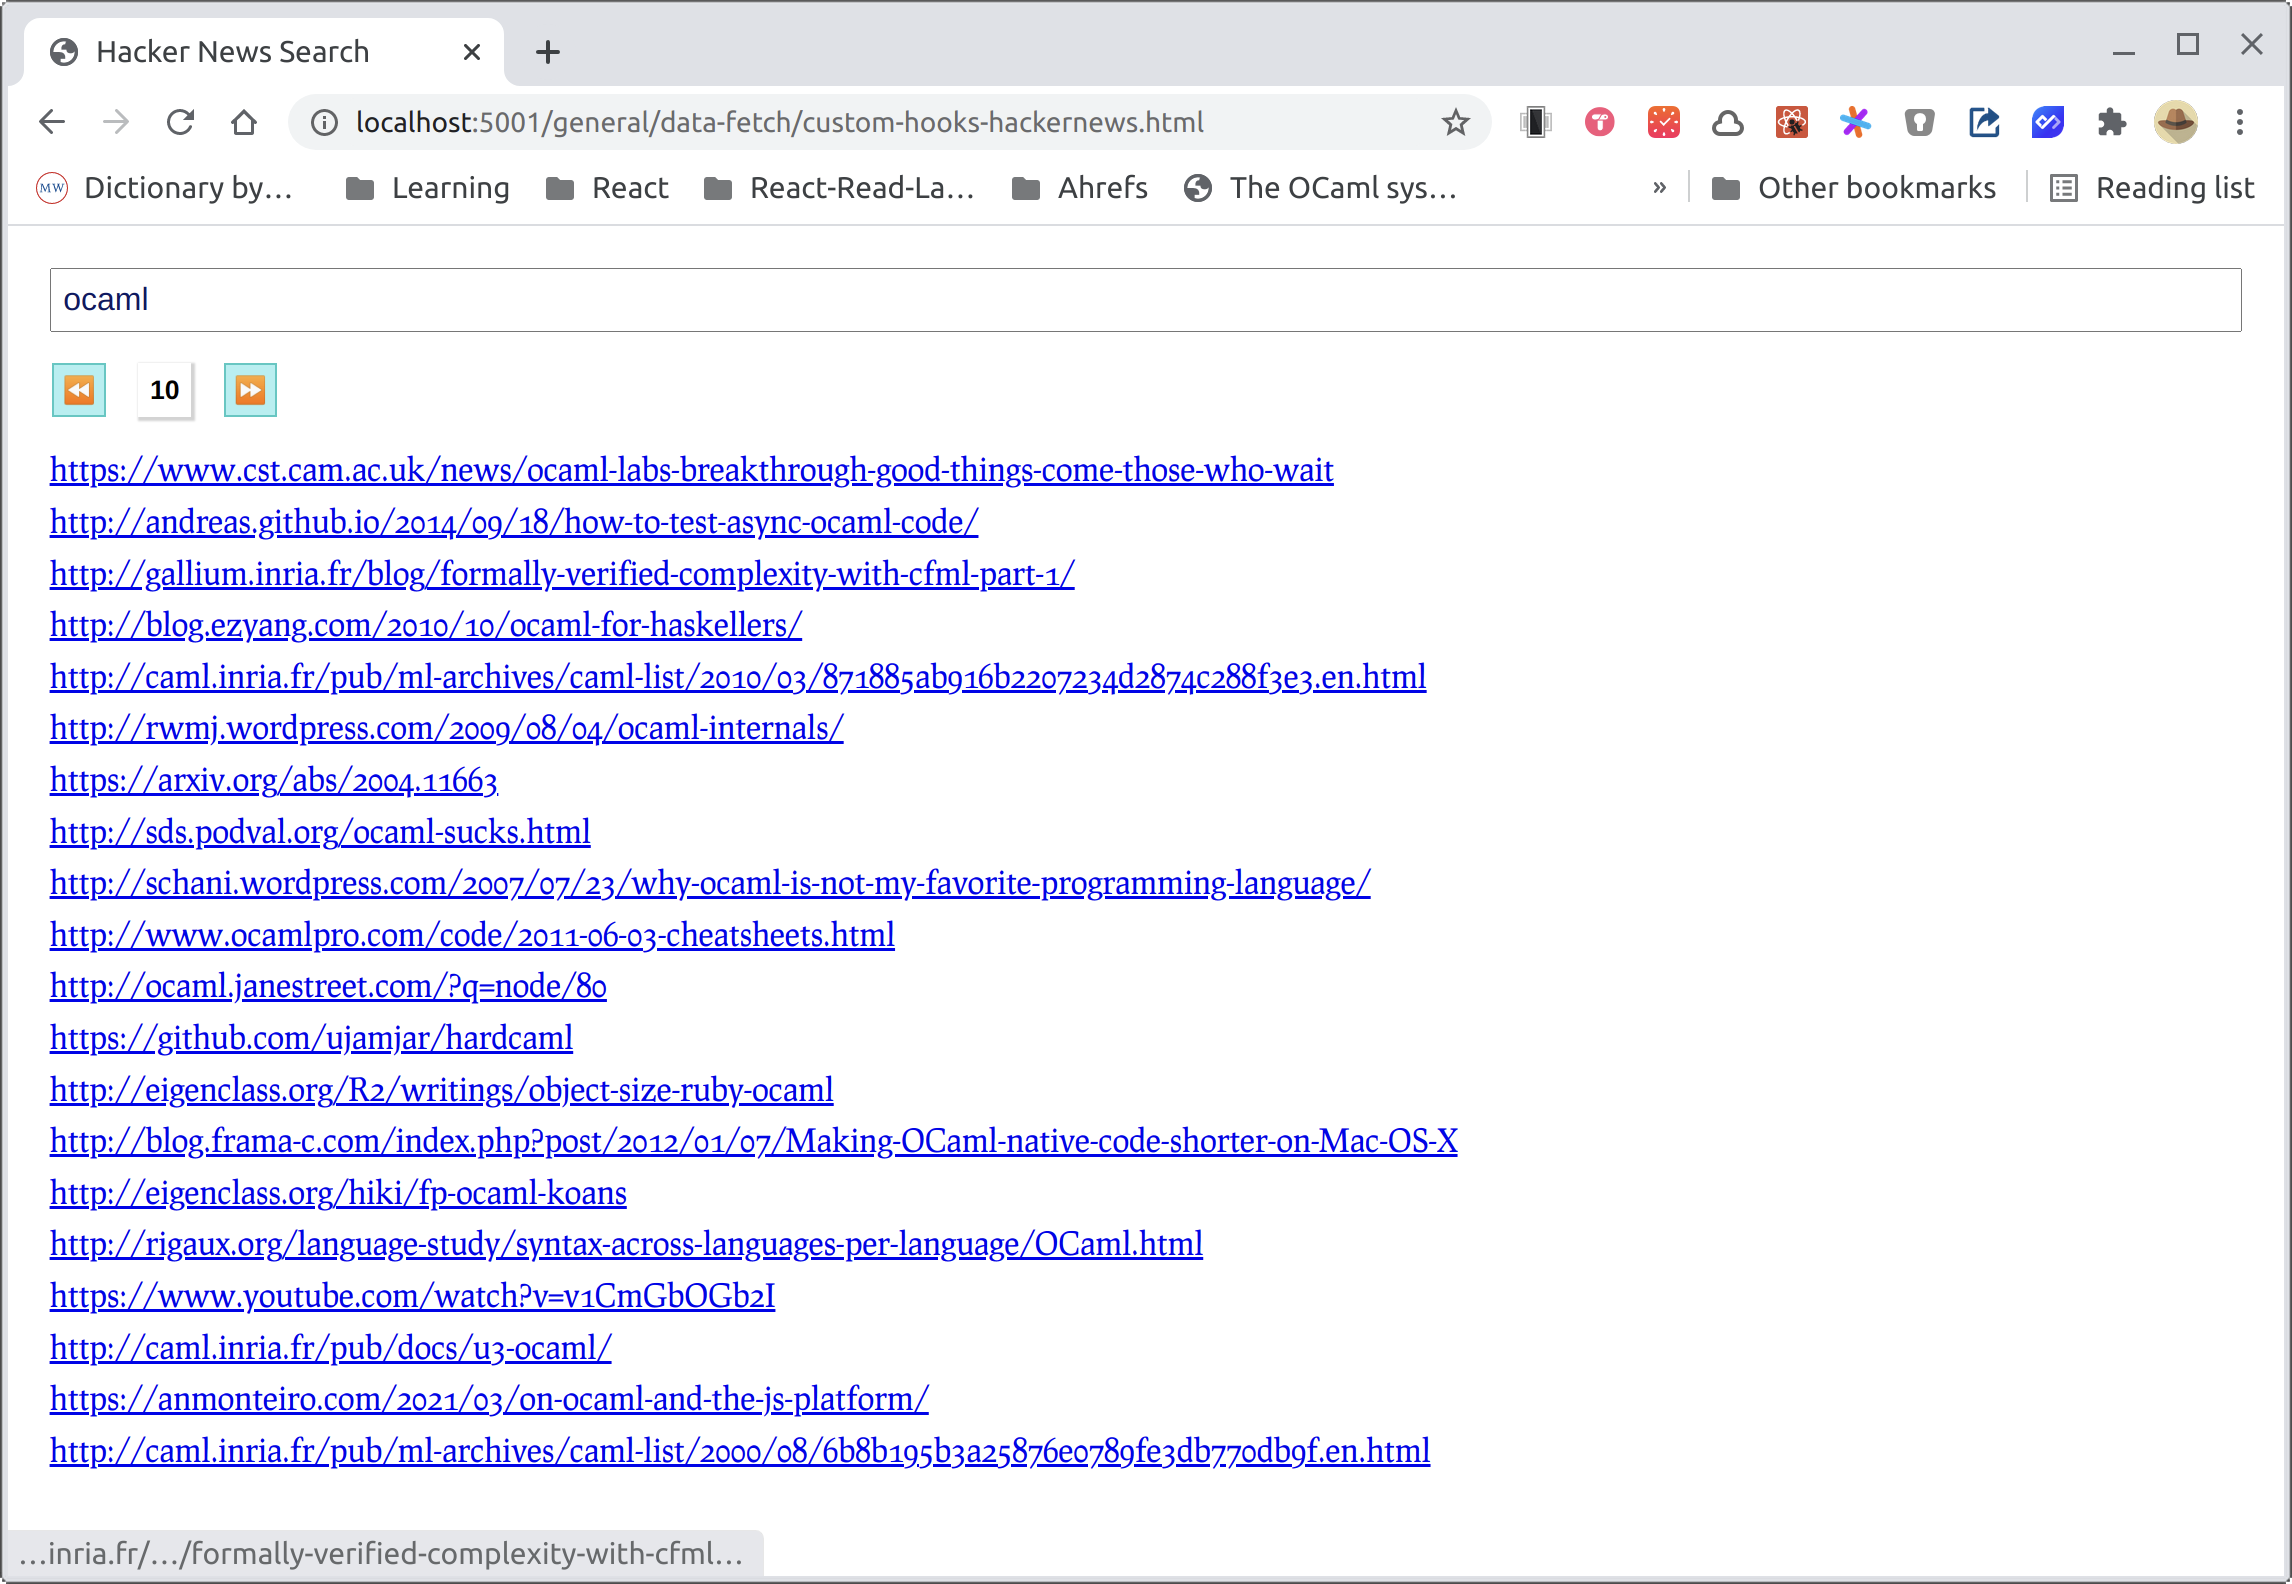 Hacker News Search
localhost:5001/general/data-fetch/custom-hooks-hackernews.html
MW Dictionary by… Learning React React-Read-La… Ahrefs The OCaml sys… » Other bookmarks Reading list
ocaml
10
https://www.cst.cam.ac.uk/news/ocaml-labs-breakthrough-good-things-come-those-who-wait
http://andreas.github.io/2014/09/18/how-to-test-async-ocaml-code/
http://gallium.inria.fr/blog/formally-verified-complexity-with-cfml-part-1/
http://blog.ezyang.com/2010/10/ocaml-for-haskellers/
http://caml.inria.fr/pub/ml-archives/caml-list/2010/03/871885ab916b2207234d2874c288f3e3.en.html
http://rwmj.wordpress.com/2009/08/04/ocaml-internals/
https://arxiv.org/abs/2004.11663
http://sds.podval.org/ocaml-sucks.html
http://schani.wordpress.com/2007/07/23/why-ocaml-is-not-my-favorite-programming-language/
http://www.ocamlpro.com/code/2011-06-03-cheatsheets.html
http://ocaml.janestreet.com/?q=node/80
https://github.com/ujamjar/hardcaml
http://eigenclass.org/R2/writings/object-size-ruby-ocaml
http://blog.frama-c.com/index.php?post/2012/01/07/Making-OCaml-native-code-shorter-on-Mac-OS-X
http://eigenclass.org/hiki/fp-ocaml-koans
http://rigaux.org/language-study/syntax-across-languages-per-language/OCaml.html
https://www.youtube.com/watch?v=v1CmGbOGb2I
http://caml.inria.fr/pub/docs/u3-ocaml/
https://anmonteiro.com/2021/03/on-ocaml-and-the-js-platform/
http://caml.inria.fr/pub/ml-archives/caml-list/2000/08/6b8b195b3a25876e0789fe3db770db9f.en.html
…inria.fr/…/formally-verified-complexity-with-cfml…